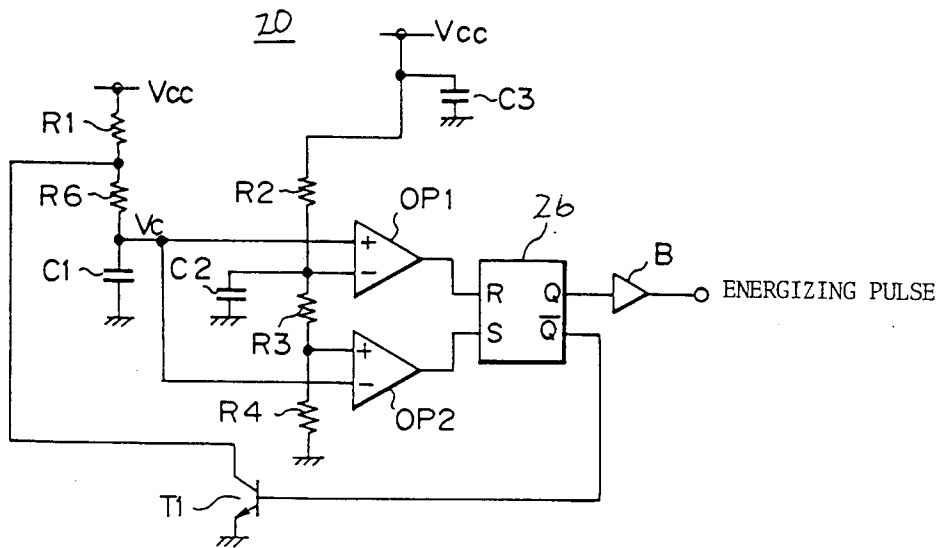 20
Vcc
Vcc
C3
R1
R6
R2
OP1
26
Vc
B
C1
C2
+
−
R
Q
ENERGIZING PULSE
R3
S
Q̅
+
−
R4
OP2
T1